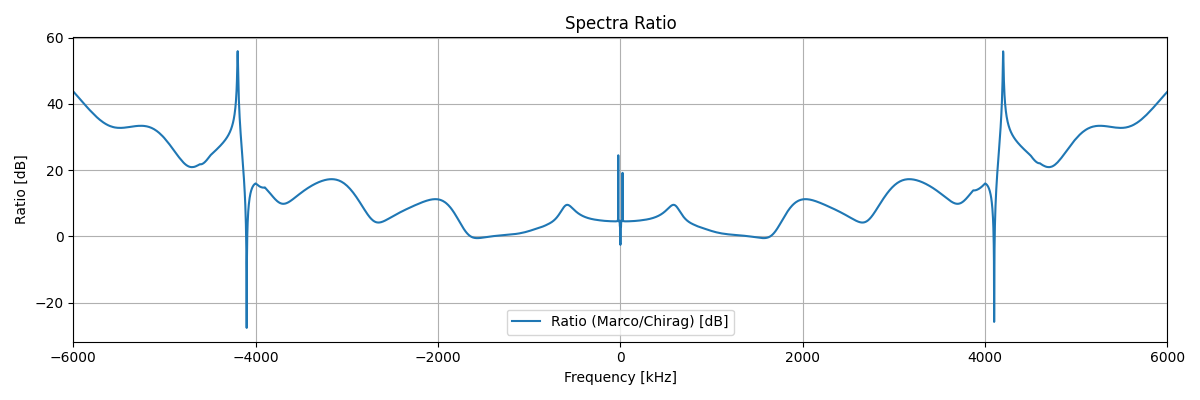 Spectra Ratio
60
40
20
0
−20
Ratio [dB]
Ratio (Marco/Chirag) [dB]
−6000 −4000 −2000 0 2000 4000 6000
Frequency [kHz]